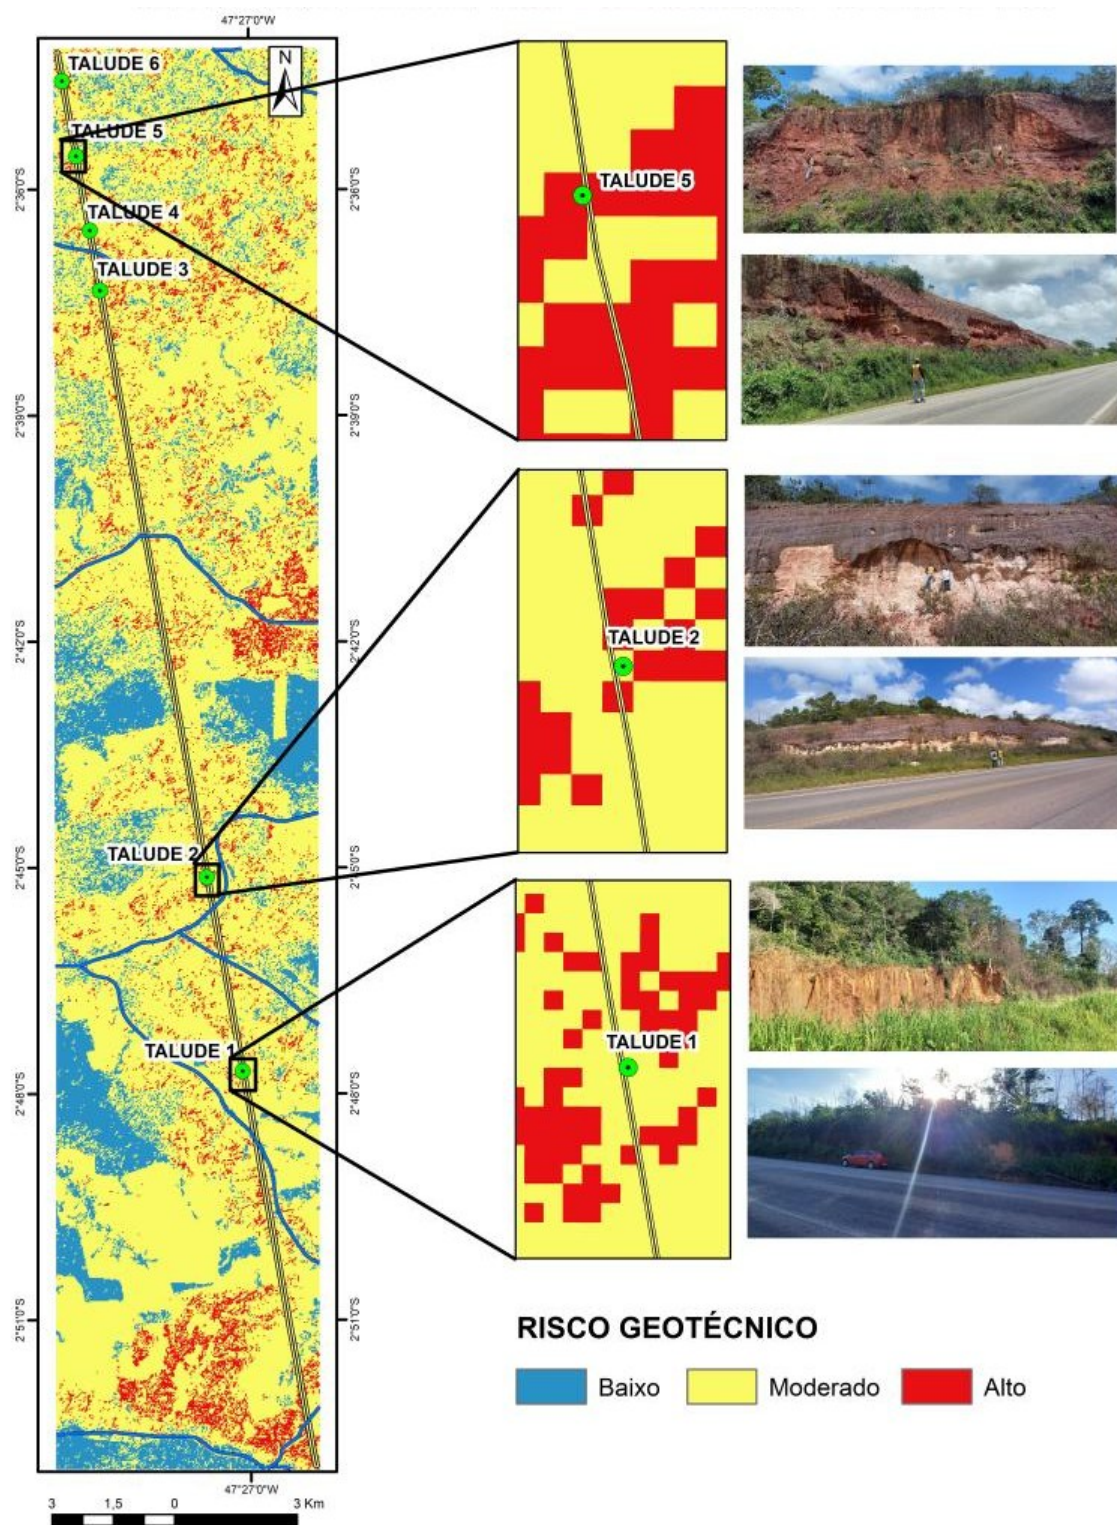 47°27'0"W
N
TALUDE 6
TALUDE 5
2°36'0"S
2°36'0"S
TALUDE 4
TALUDE 3
2°39'0"S
2°39'0"S
2°42'0"S
2°42'0"S
TALUDE 2
2°45'0"S
2°45'0"S
TALUDE 1
2°48'0"S
2°48'0"S
2°51'0"S
2°51'0"S
47°27'0"W
3 1,5 0 3 Km
TALUDE 5
TALUDE 2
TALUDE 1
RISCO GEOTÉCNICO
Baixo Moderado Alto